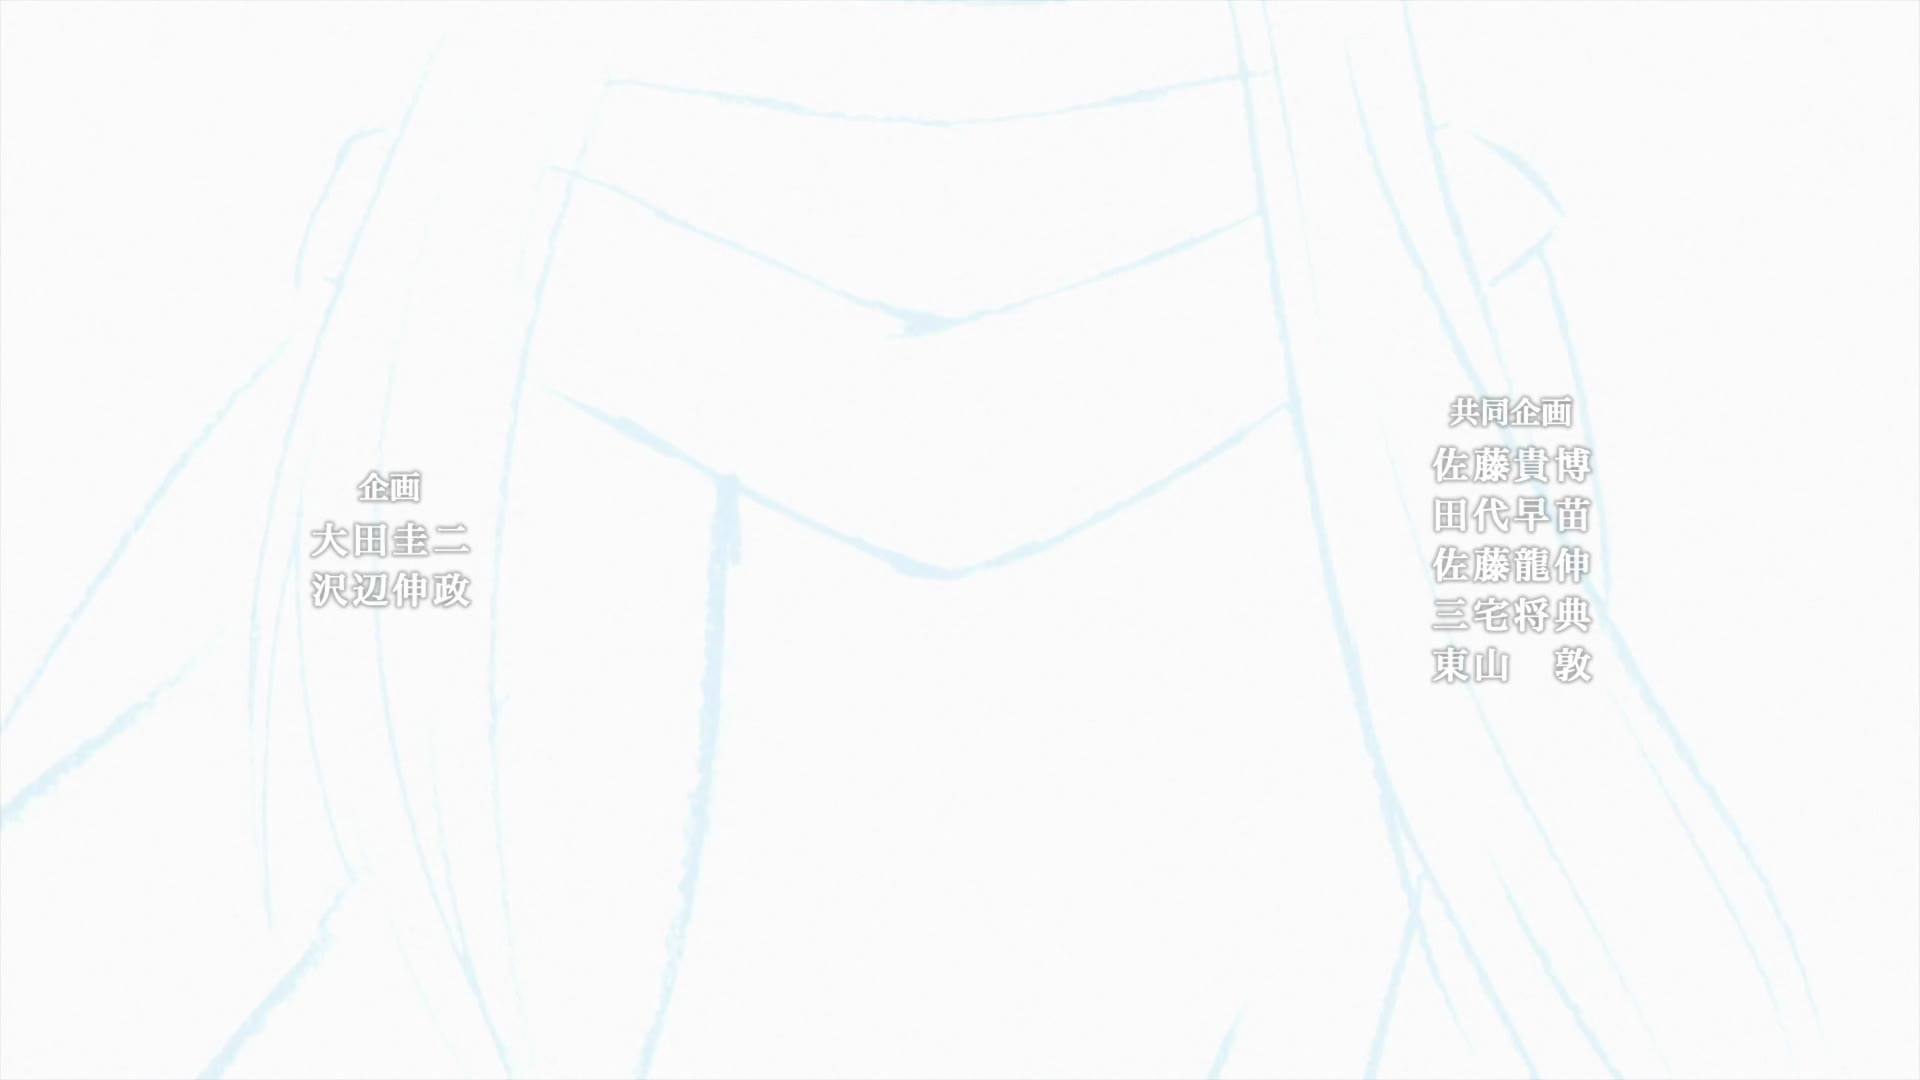 企画
大田圭二
沢辺伸政
共同企画
佐藤貴博
田代早苗
佐藤龍伸
三宅将典
東山　敦